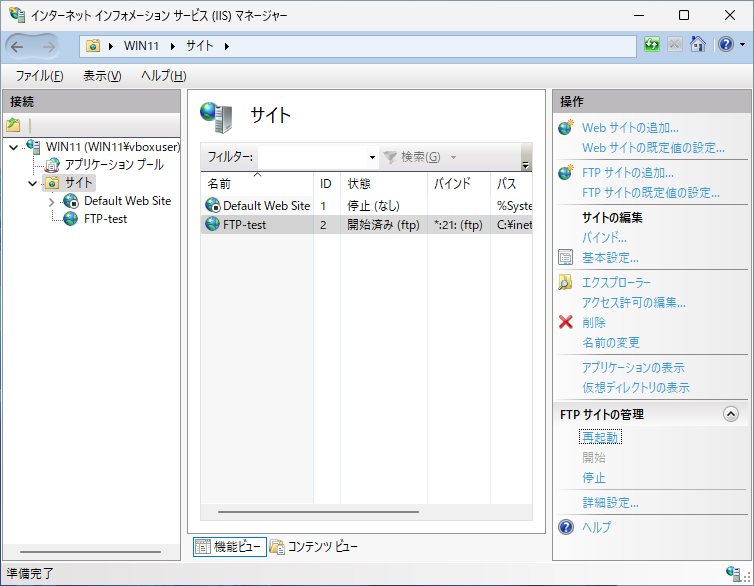 インターネット インフォメーション サービス (IIS) マネージャー
WIN11 サイト
ファイル(F) 表示(V) ヘルプ(H)
接続
WIN11 (WIN11¥vboxuser)
アプリケーション プール
サイト
Default Web Site
FTP-test
サイト
フィルター: 検索(G)
名前 ID 状態 バインド パス
Default Web Site 1 停止 (なし) %Syste
FTP-test 2 開始済み (ftp) *:21: (ftp) C:¥inet
機能ビュー コンテンツ ビュー
操作
Web サイトの追加...
Web サイトの既定値の設定...
FTP サイトの追加...
FTP サイトの既定値の設定...
サイトの編集
バインド...
基本設定...
エクスプローラー
アクセス許可の編集...
削除
名前の変更
アプリケーションの表示
仮想ディレクトリの表示
FTP サイトの管理
再起動
開始
停止
詳細設定...
ヘルプ
準備完了